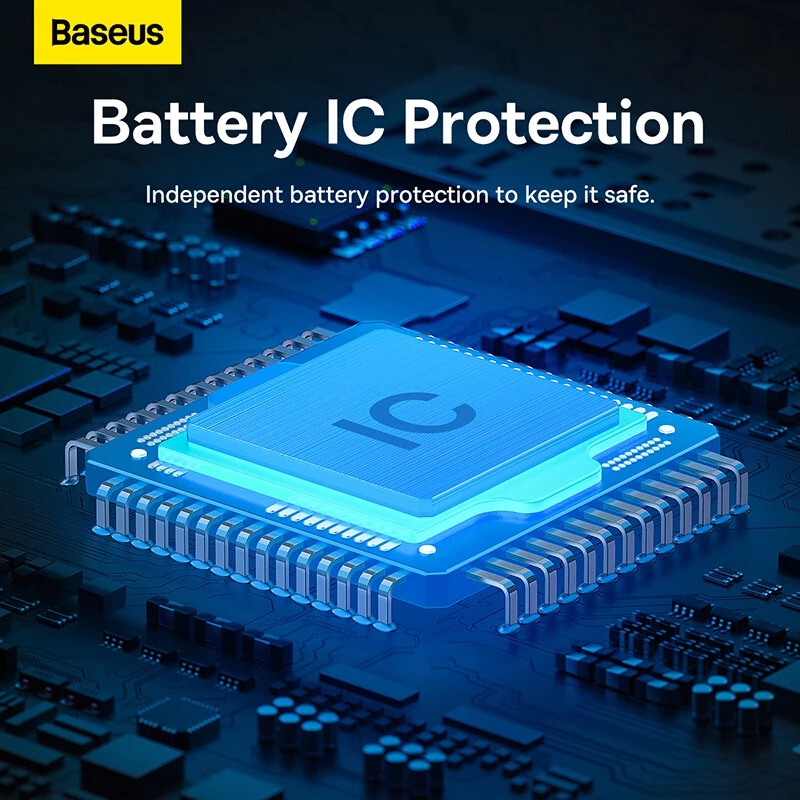 Baseus
Battery IC Protection
Independent battery protection to keep it safe.
IC